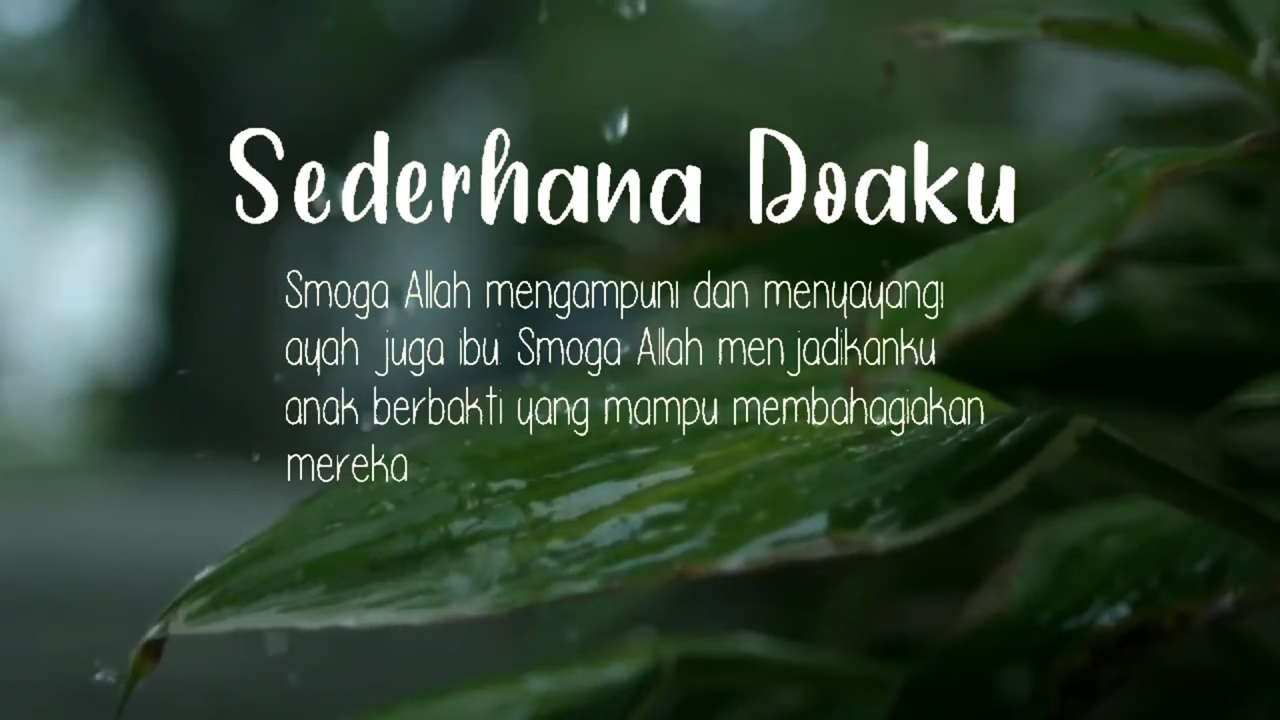 Sederhana Doaku
Smoga Allah mengampuni dan menyayangi
ayah juga ibu. Smoga Allah menjadikanku
anak berbakti yang mampu membahagiakan
mereka